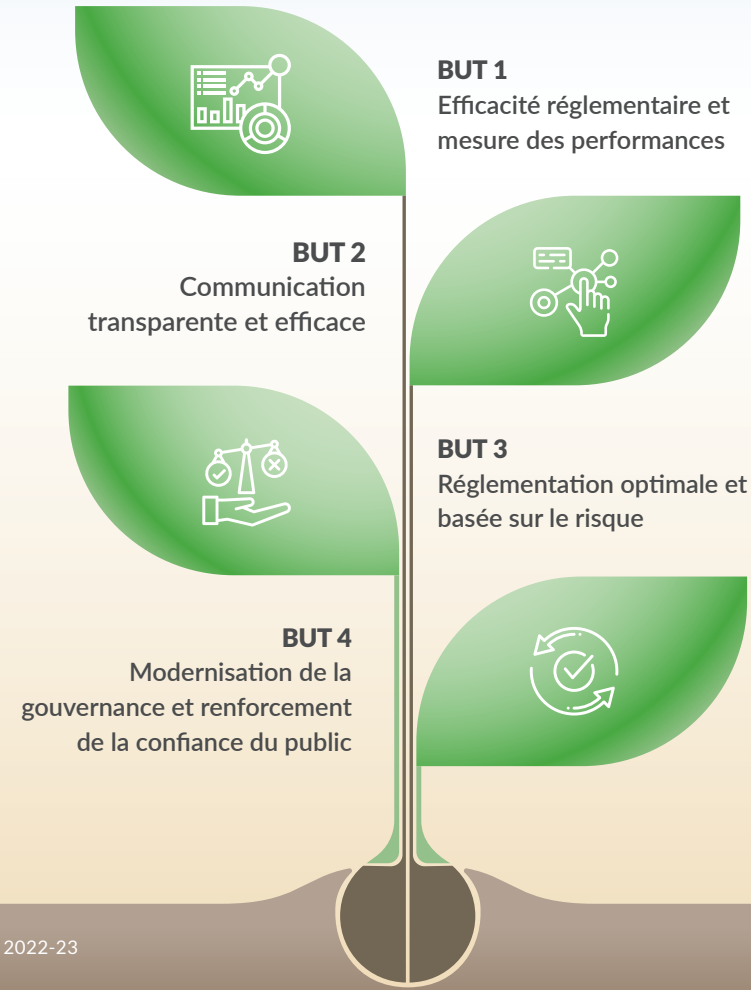 BUT 1
Efficacité réglementaire et
mesure des performances
BUT 2
Communication
transparente et efficace
BUT 3
Réglementation optimale et
basée sur le risque
BUT 4
Modernisation de la
gouvernance et renforcement
de la confiance du public
2022-23